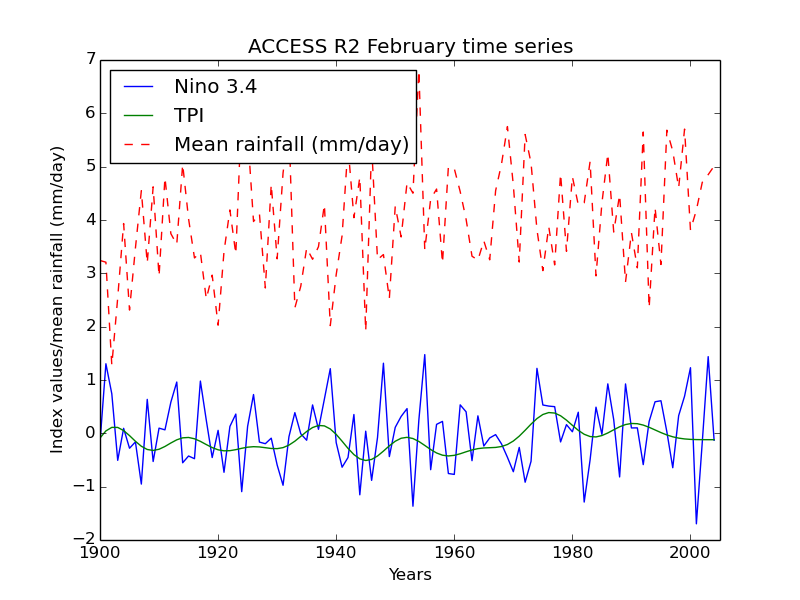 ACCESS R2 February time series
Nino 3.4
TPI
Mean rainfall (mm/day)
Index values/mean rainfall (mm/day)
7
6
5
4
3
2
1
0
−1
−2
1900 1920 1940 1960 1980 2000
Years